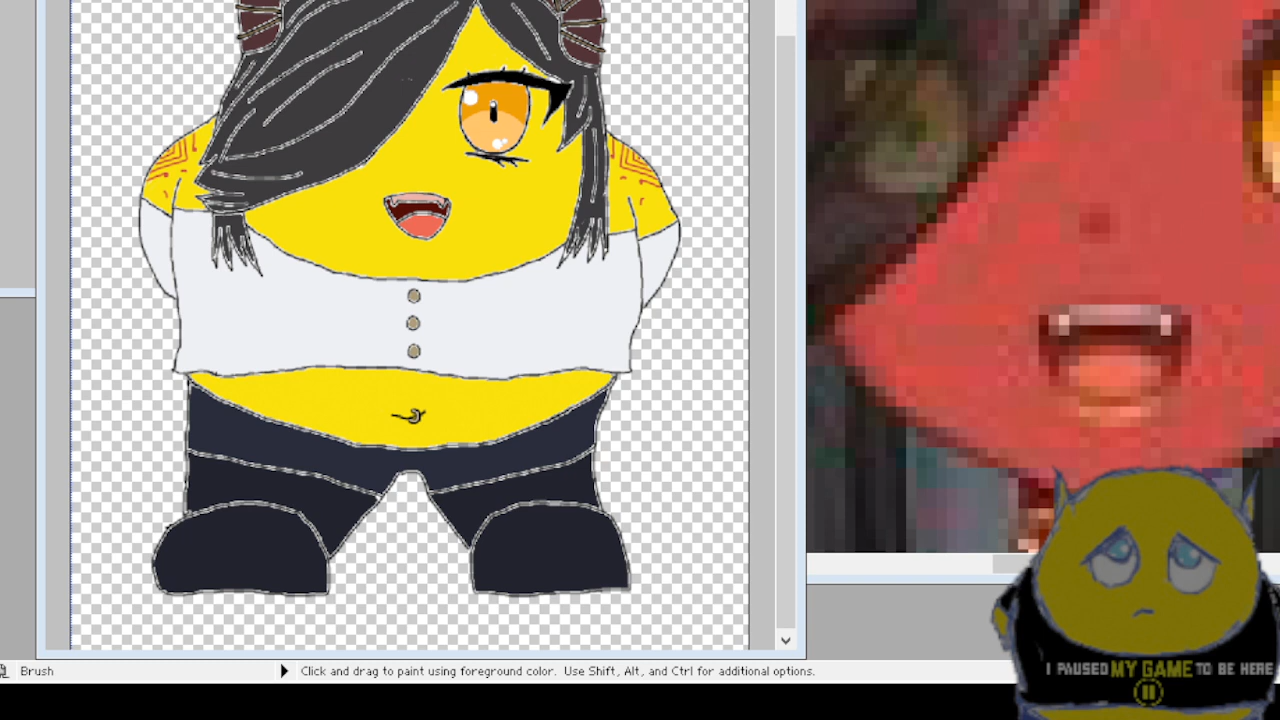 Brush
Click and drag to paint using foreground color. Use Shift, Alt, and Ctrl for additional options.
I PAUSED MY GAME TO BE HERE